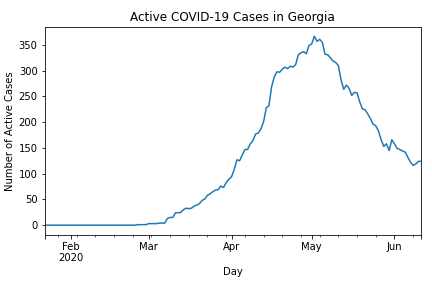 Active COVID-19 Cases in Georgia
350
300
250
200
150
100
50
0
Number of Active Cases
Feb
2020
Mar
Apr
May
Jun
Day